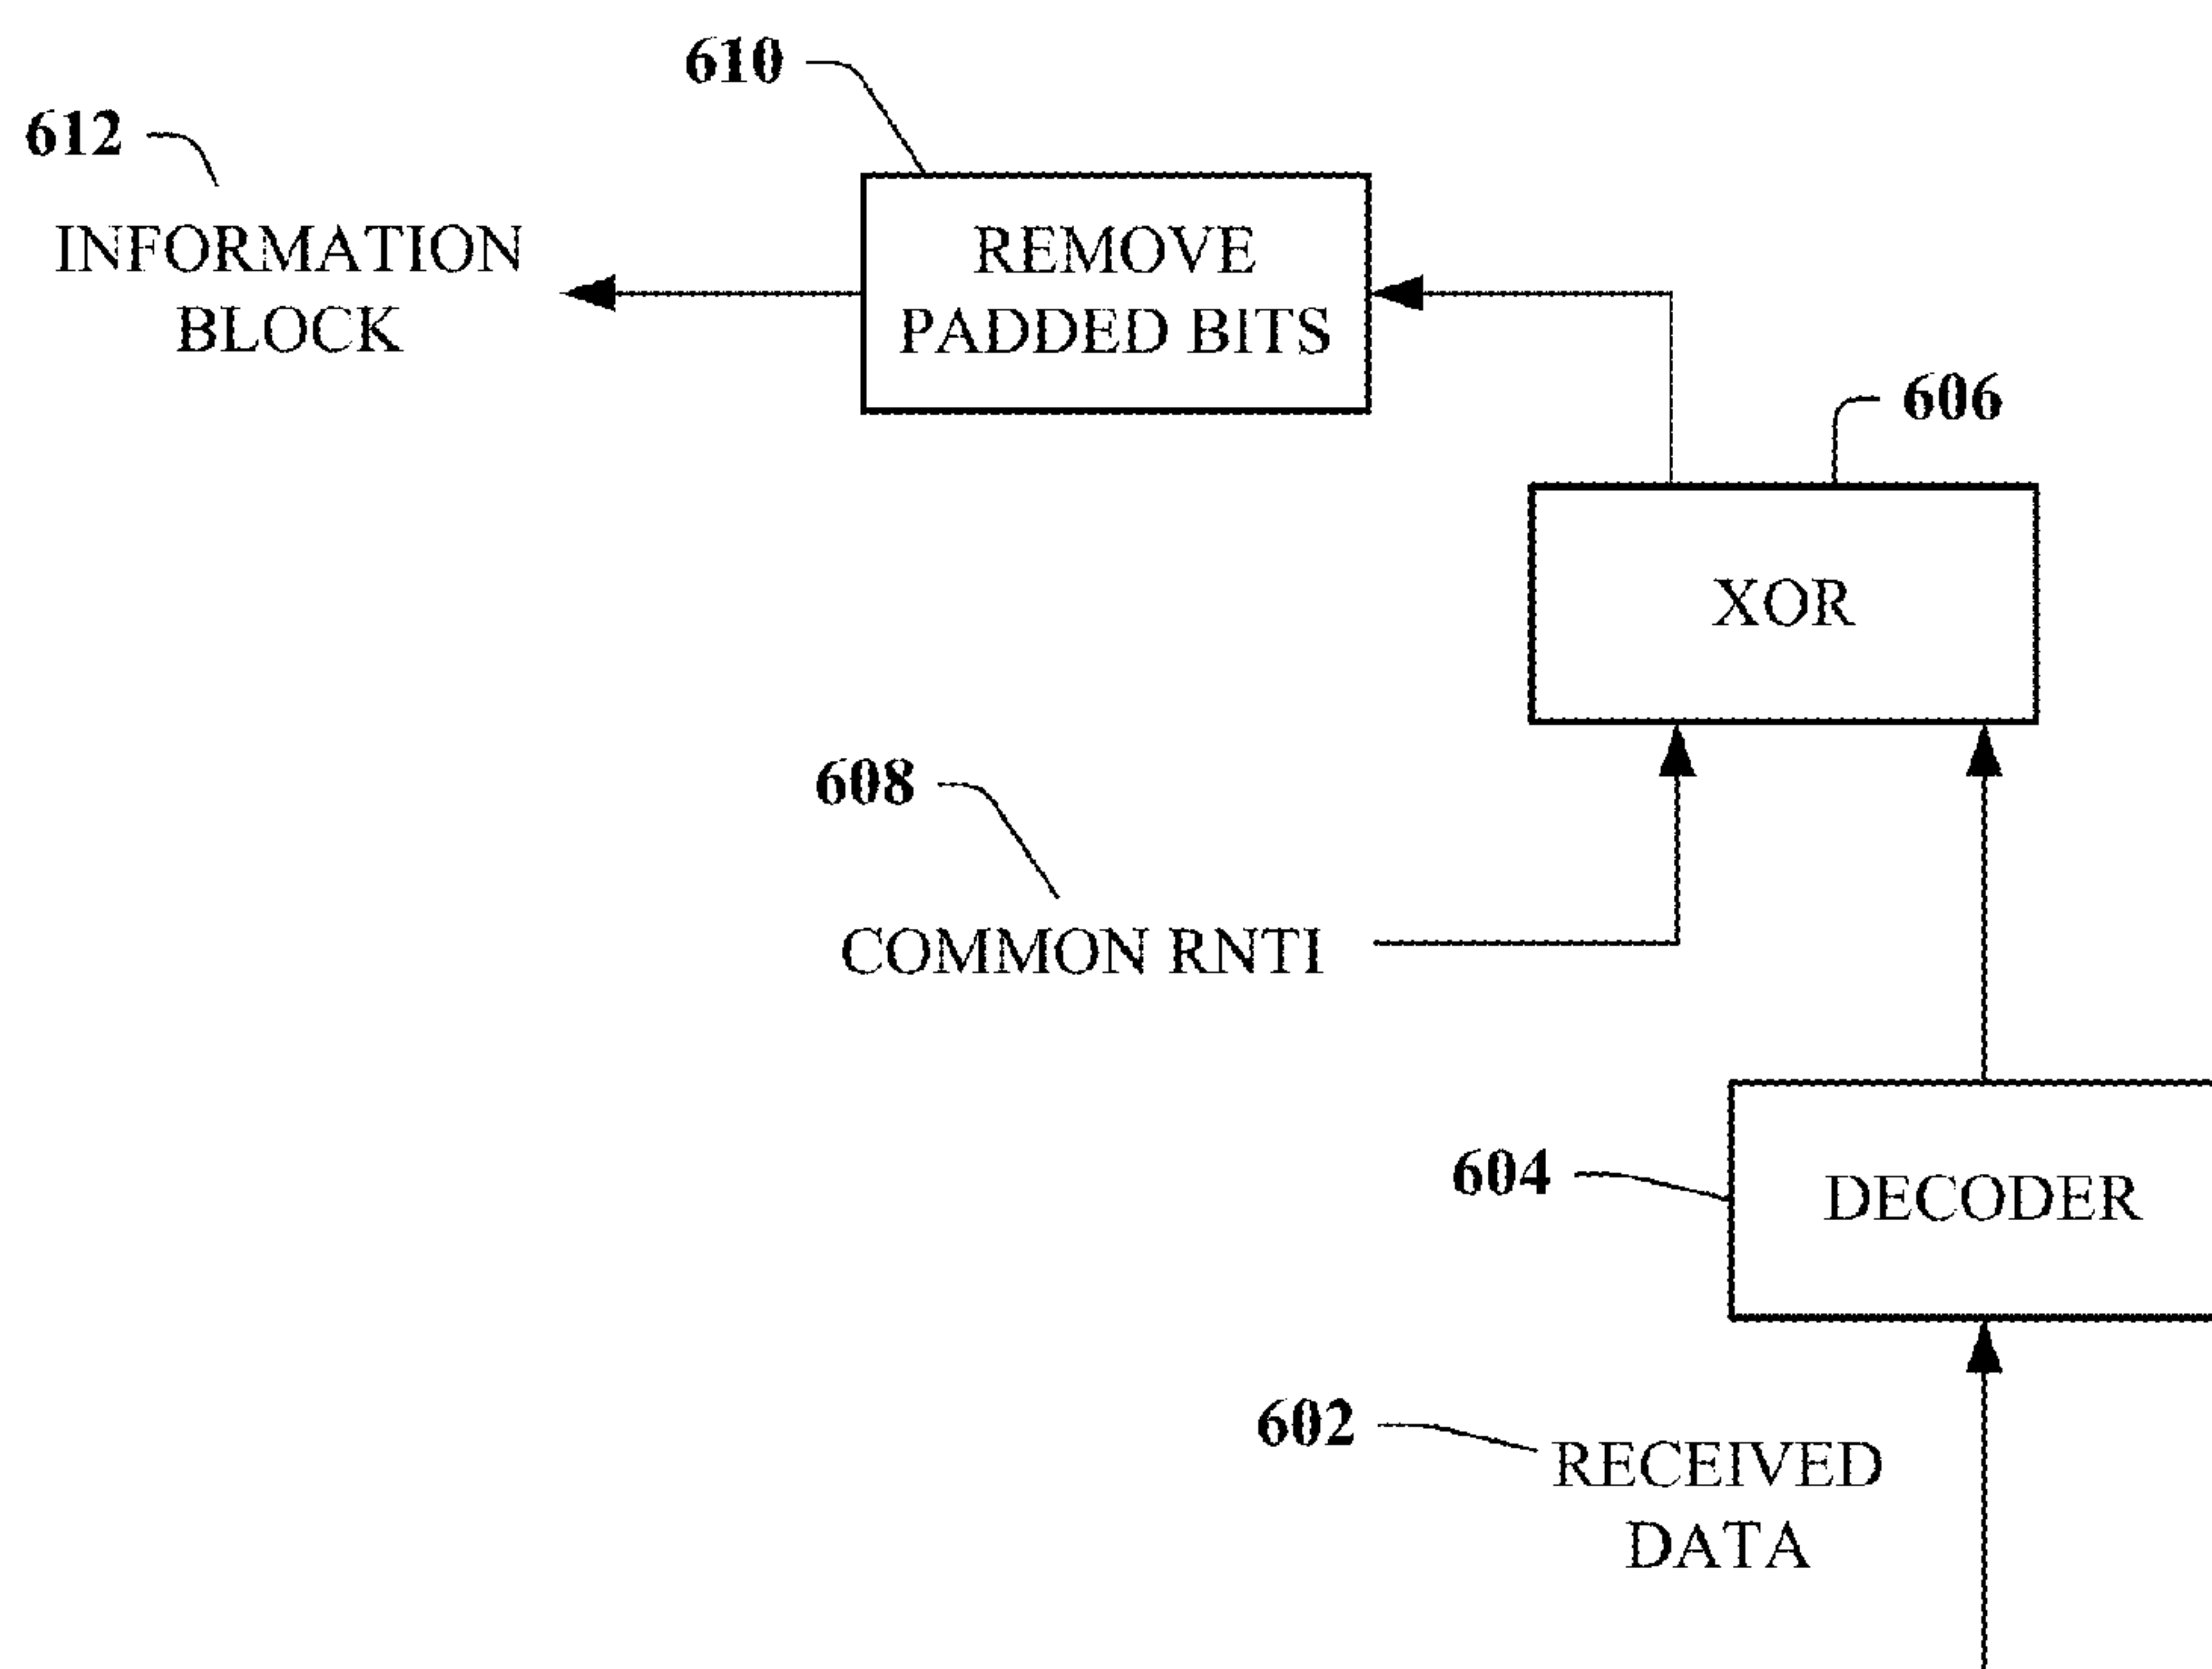 610
612
INFORMATION
BLOCK
REMOVE
PADDED BITS
606
XOR
608
COMMON RNTI
604
DECODER
602
RECEIVED
DATA